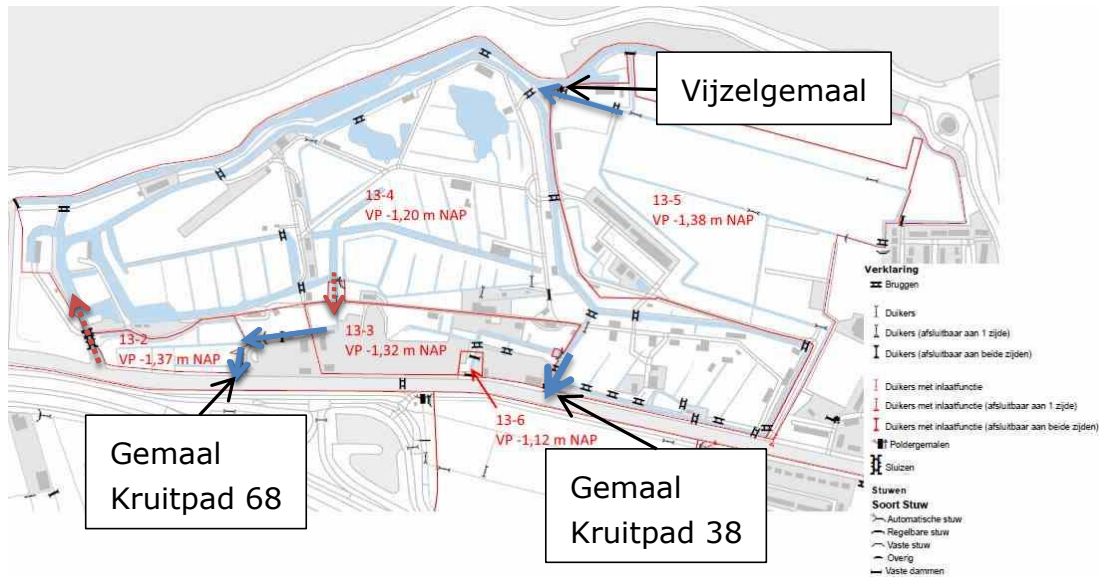 Vijzelgemaal
13-4
VP -1,20 m NAP
13-5
VP -1,38 m NAP
13-2
VP -1,37 m NAP
13-3
VP -1,32 m NAP
13-6
VP -1,12 m NAP
Gemaal
Kruitpad 68
Gemaal
Kruitpad 38
Verklaring
Bruggen
Duikers
Duikers (afsluitbaar aan 1 zijde)
Duikers (afsluitbaar aan beide zijden)
Duikers met inlaatfunctie
Duikers met inlaatfunctie (afsluitbaar aan 1 zijde)
Duikers met inlaatfunctie (afsluitbaar aan beide zijden)
Poldergemalen
Sluizen
Stuwen
Soort Stuw
Automatische stuw
Regelbare stuw
Vaste stuw
Overig
Vaste dammen